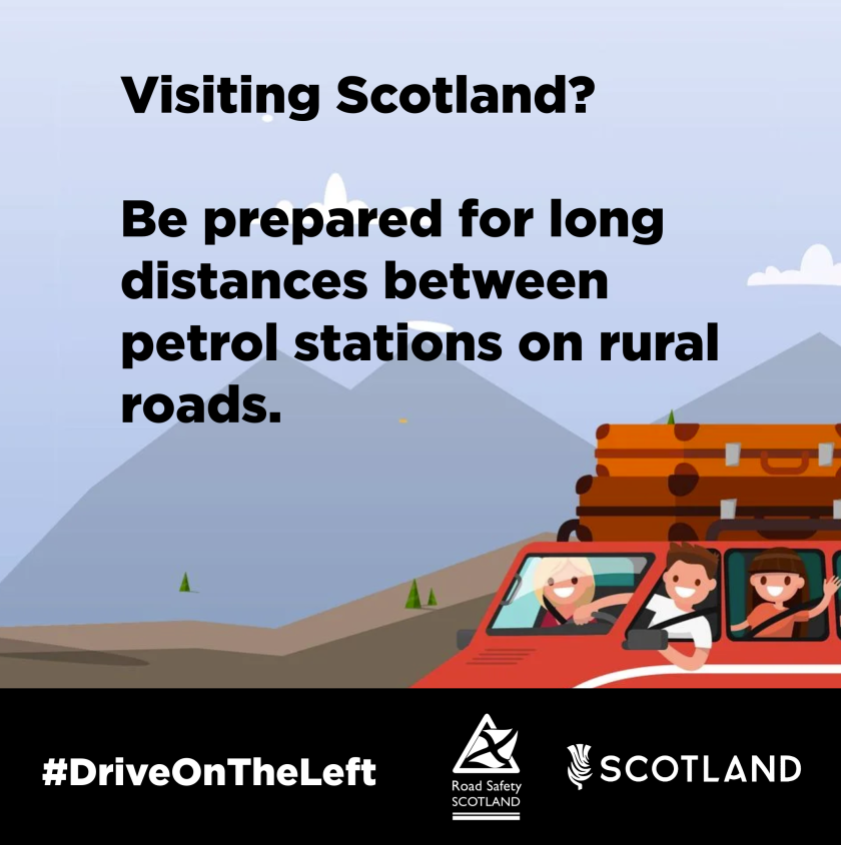 Visiting Scotland?
Be prepared for long
distances between
petrol stations on rural
roads.
#DriveOnTheLeft
Road Safety
SCOTLAND
SCOTLAND